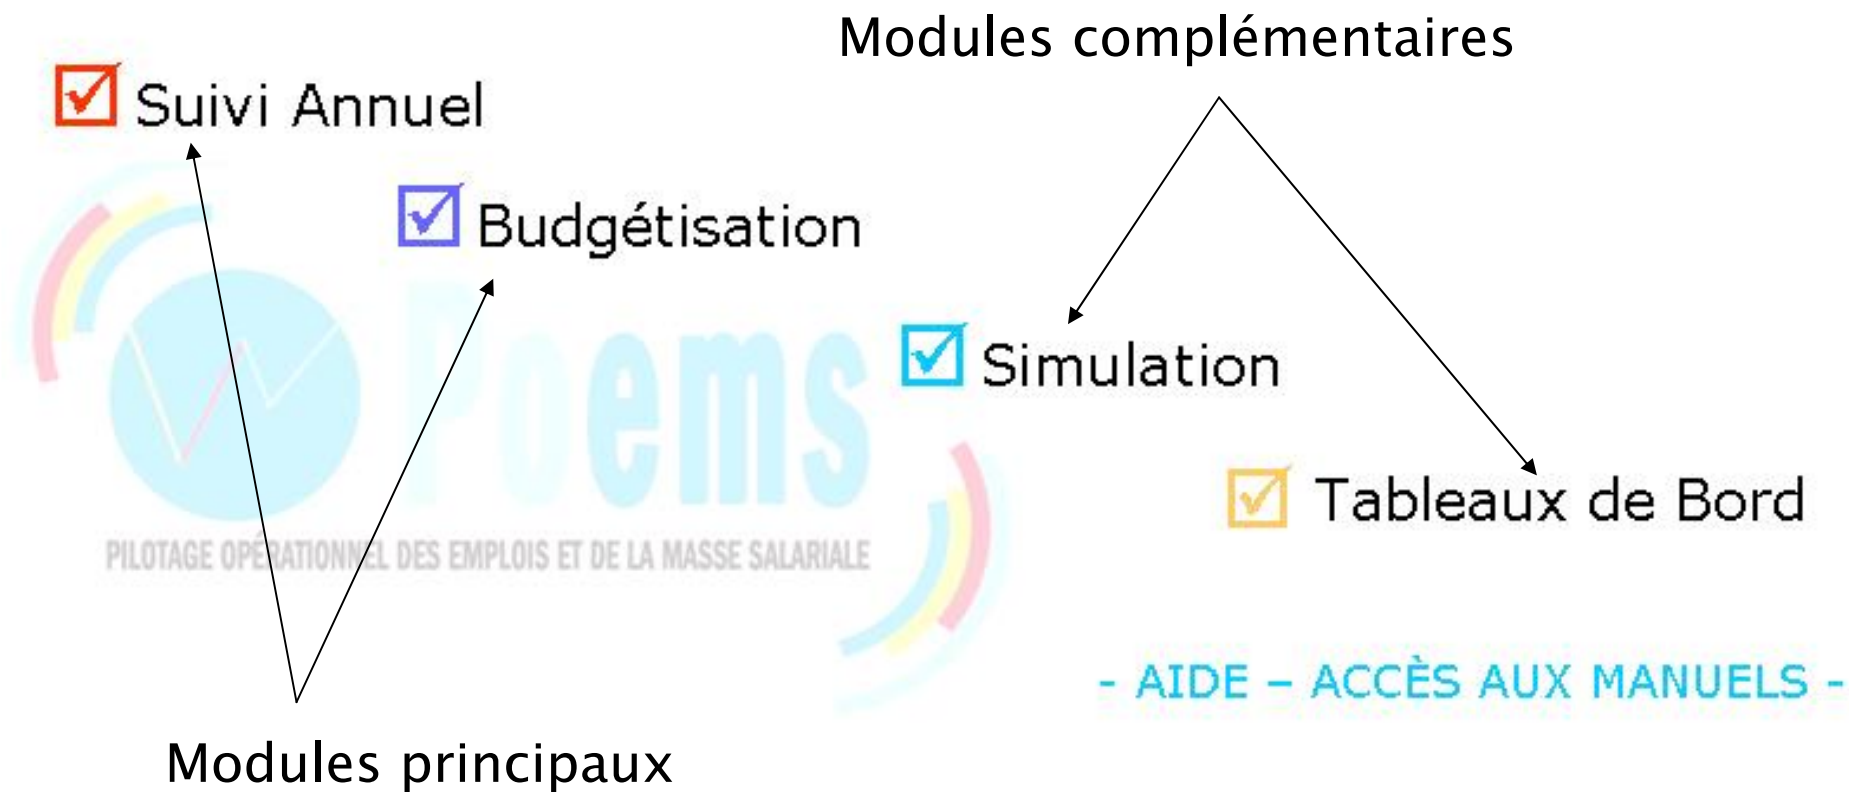 Modules complémentaires
Suivi Annuel
Budgétisation
Simulation
Poems
Tableaux de Bord
PILOTAGE OPÉRATIONNEL DES EMPLOIS ET DE LA MASSE SALARIALE
- AIDE – ACCÈS AUX MANUELS -
Modules principaux